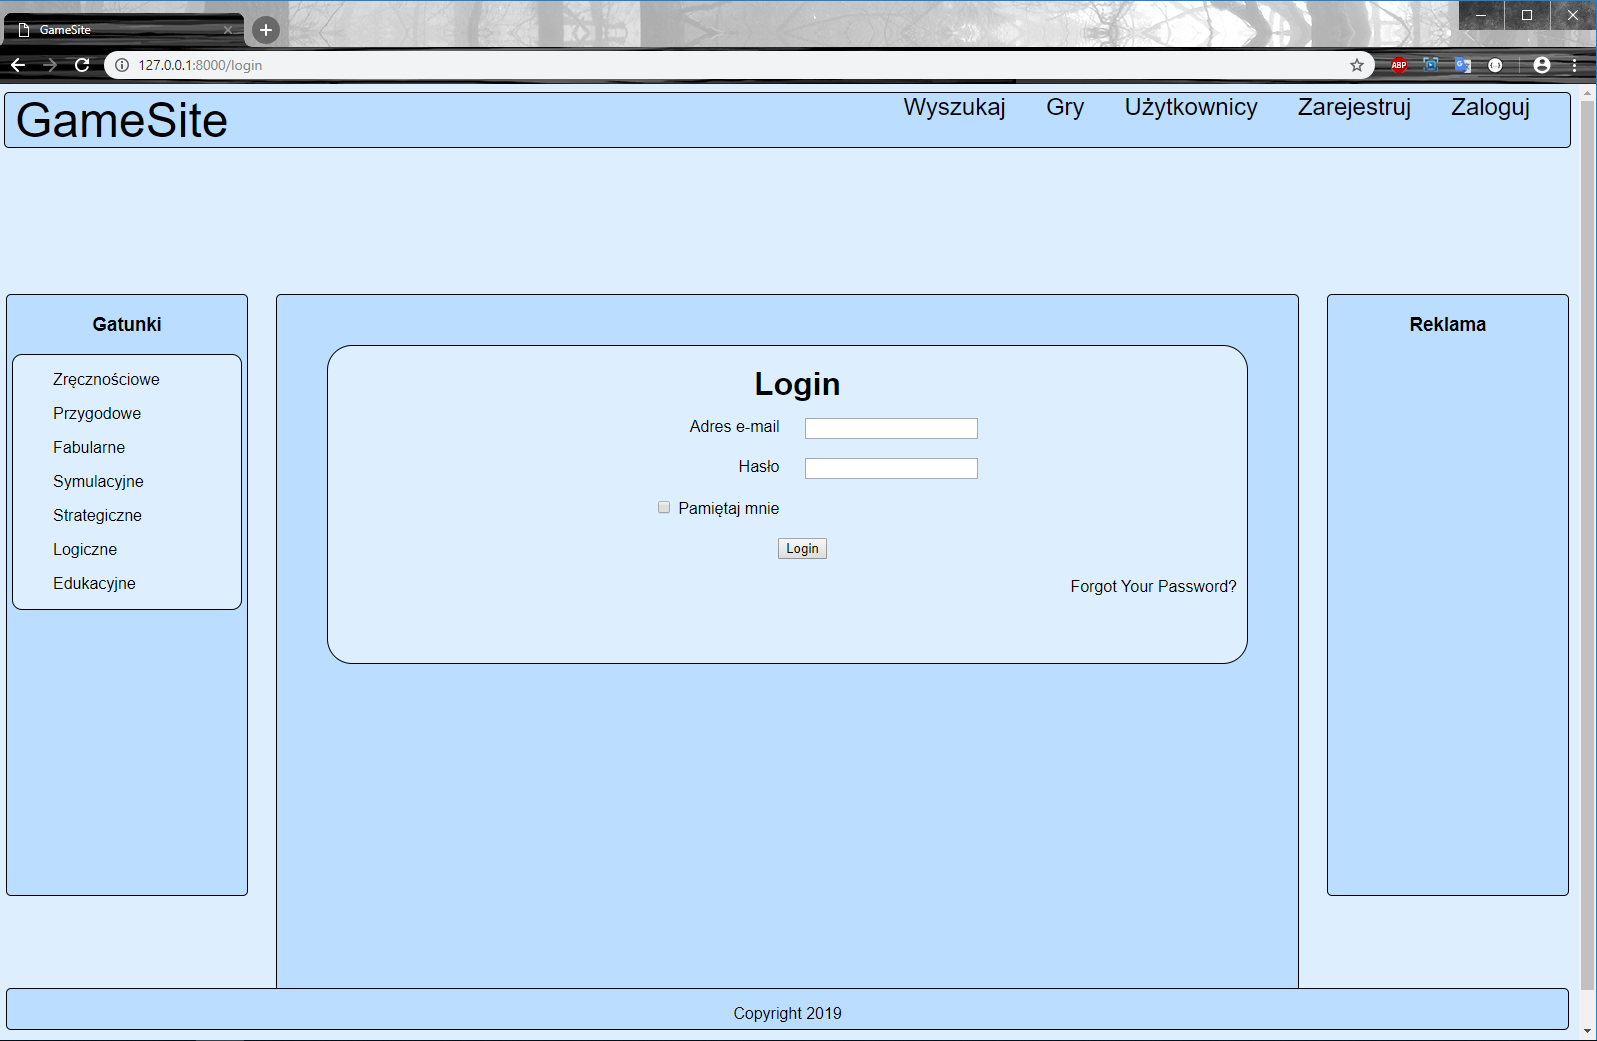 GameSite
127.0.0.1:8000/login
ABP
GameSite
Wyszukaj Gry Użytkownicy Zarejestruj Zaloguj
Gatunki
Zręcznościowe
Przygodowe
Fabularne
Symulacyjne
Strategiczne
Logiczne
Edukacyjne
Login
Adres e-mail
Hasło
Pamiętaj mnie
Login
Forgot Your Password?
Reklama
Copyright 2019